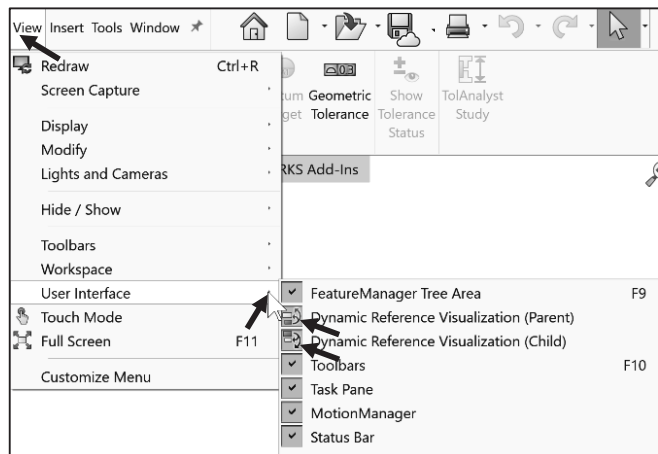 View Insert Tools Window
Redraw Ctrl+R
Screen Capture
Display
Modify
Lights and Cameras
Hide / Show
Toolbars
Workspace
User Interface
Touch Mode
Full Screen F11
Customize Menu
Geometric Tolerance
Show Tolerance Status
TolAnalyst Study
RKS Add-Ins
FeatureManager Tree Area F9
Dynamic Reference Visualization (Parent)
Dynamic Reference Visualization (Child)
Toolbars F10
Task Pane
MotionManager
Status Bar